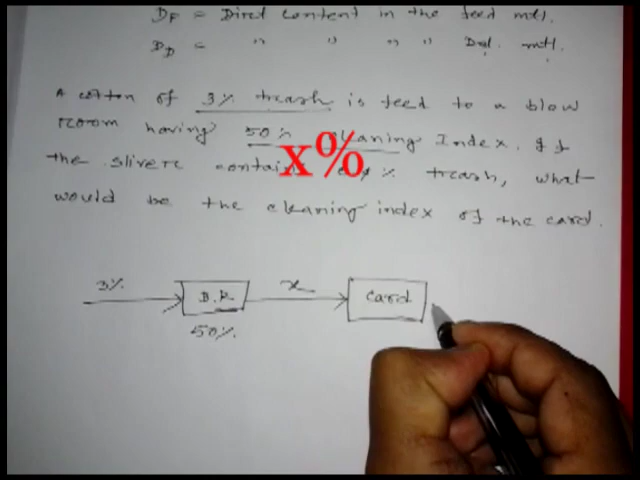 DF = Dirct content in the feed mtl.
DD = " " " " Del. mtl.
A cotton of 3% trash is feed to a blow
room having 50% cleaning Index. If
the sliver contain % trash, what
would be the cleaning index of the card.
x%
3% B.R x Card
50%